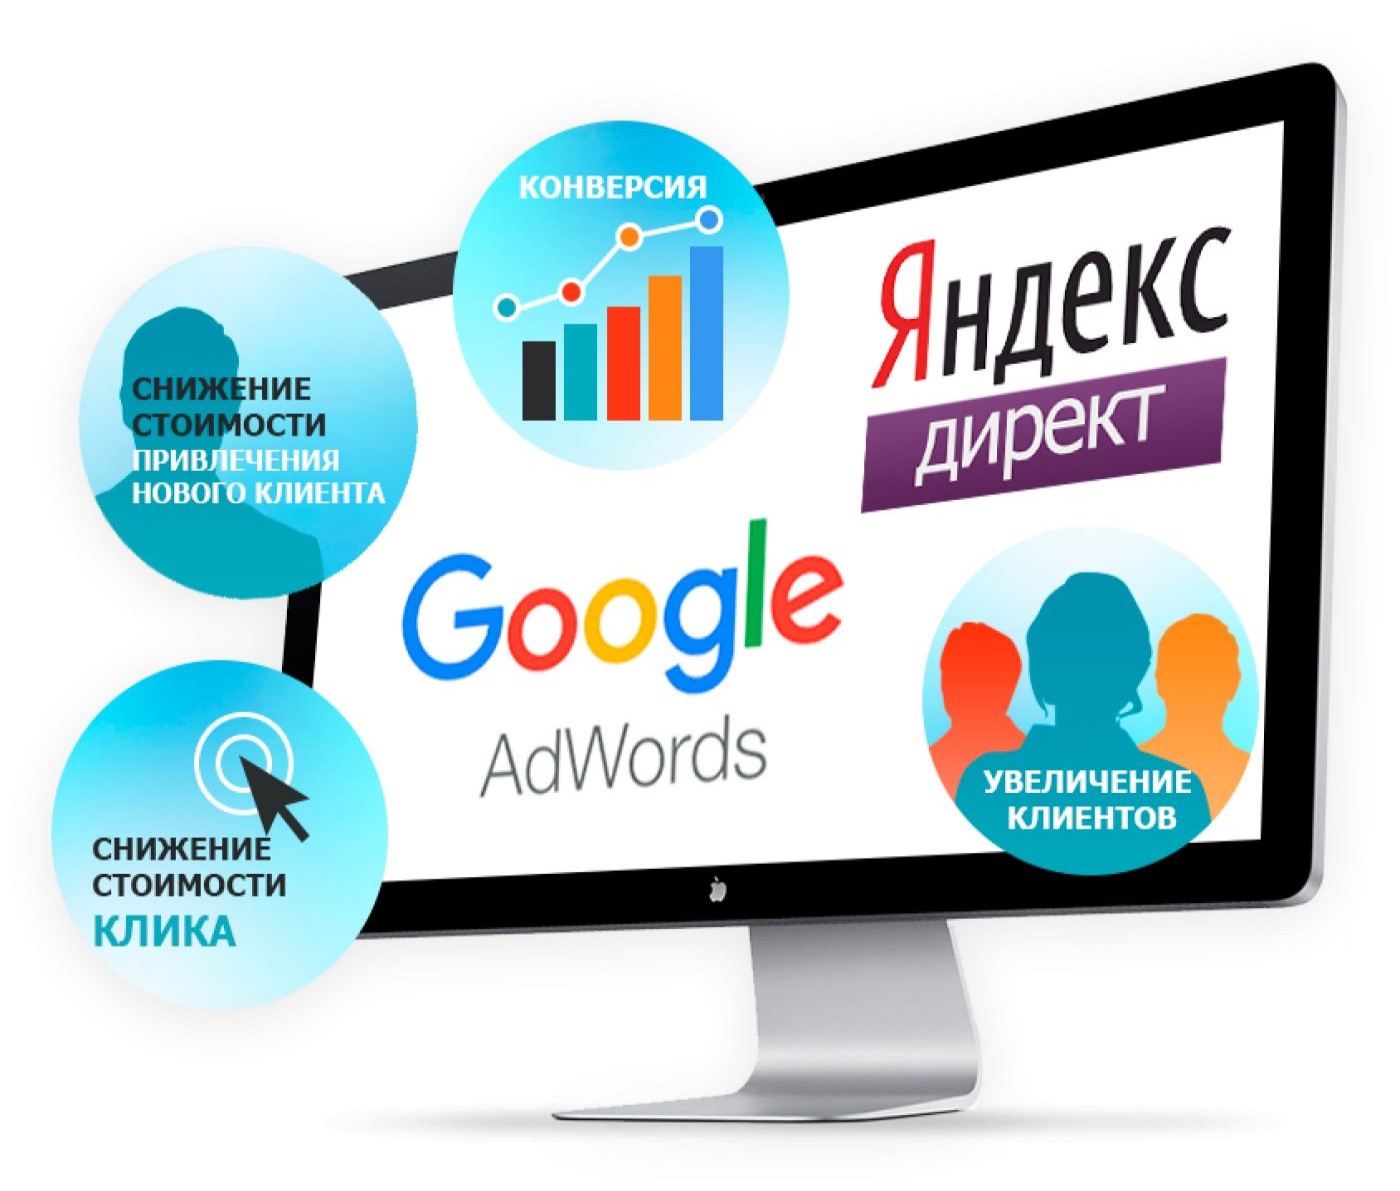 КОНВЕРСИЯ
Яндекс
директ
СНИЖЕНИЕ
СТОИМОСТИ
ПРИВЛЕЧЕНИЯ
НОВОГО КЛИЕНТА
Google
AdWords
УВЕЛИЧЕНИЕ
КЛИЕНТОВ
СНИЖЕНИЕ
СТОИМОСТИ
КЛИКА